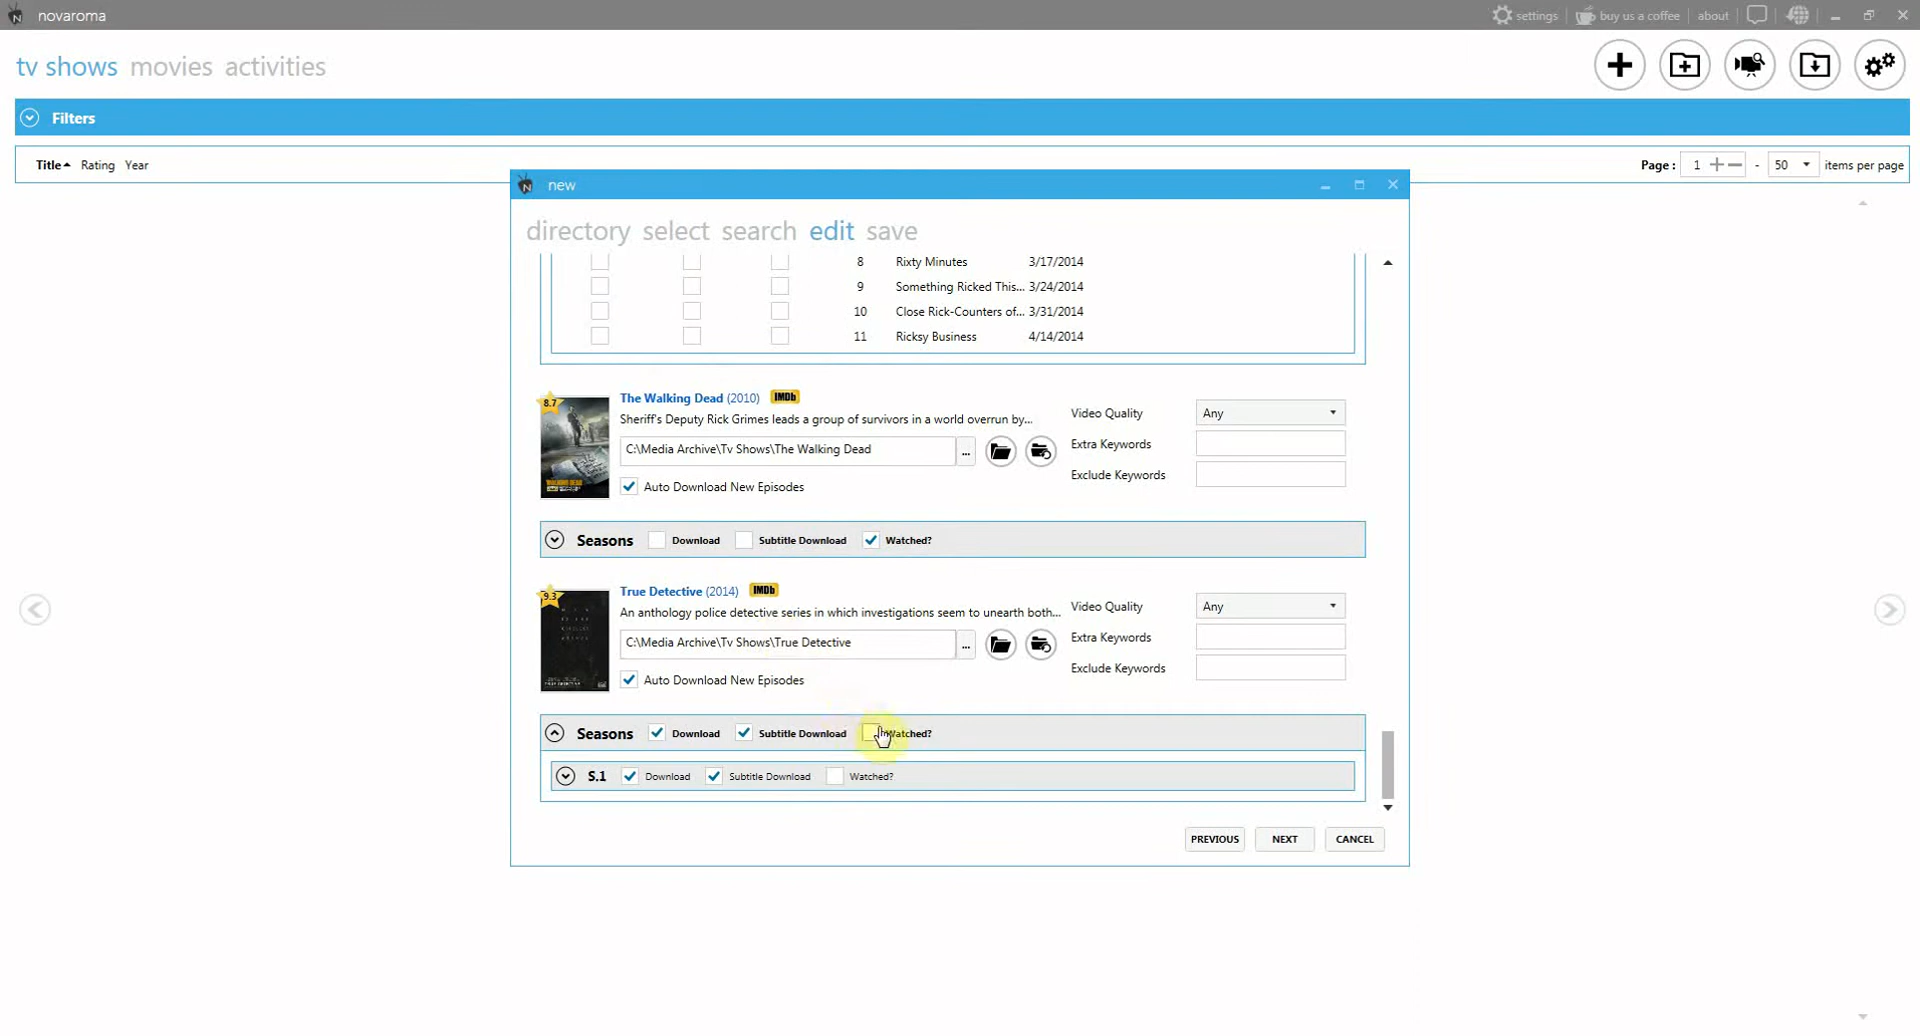 novaroma settings buy us a coffee about
tv shows movies activities
Filters
Title Rating Year Page : 1 - 50 items per page
new
directory select search edit save
8 Rixty Minutes 3/17/2014
9 Something Ricked This... 3/24/2014
10 Close Rick-Counters of... 3/31/2014
11 Ricksy Business 4/14/2014
8.7 The Walking Dead (2010) IMDb
Sheriff's Deputy Rick Grimes leads a group of survivors in a world overrun by...
Video Quality Any
C:\Media Archive\Tv Shows\The Walking Dead ...
Extra Keywords
Exclude Keywords
Auto Download New Episodes
Seasons Download Subtitle Download Watched?
9.3 True Detective (2014) IMDb
An anthology police detective series in which investigations seem to unearth both...
Video Quality Any
C:\Media Archive\Tv Shows\True Detective ...
Extra Keywords
Exclude Keywords
Auto Download New Episodes
Seasons Download Subtitle Download Watched?
S.1 Download Subtitle Download Watched?
PREVIOUS NEXT CANCEL